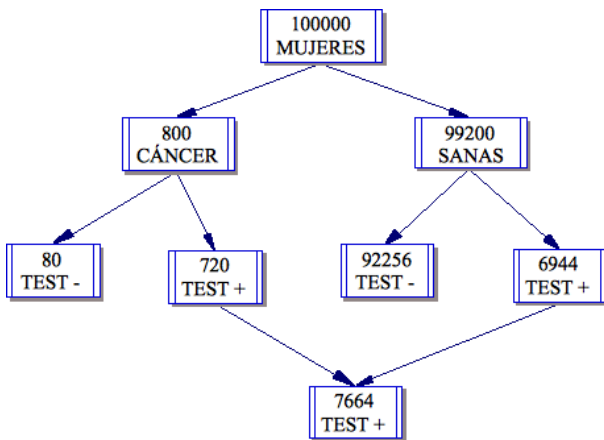 100000
MUJERES
800
CÁNCER
99200
SANAS
80
TEST -
720
TEST +
92256
TEST -
6944
TEST +
7664
TEST +